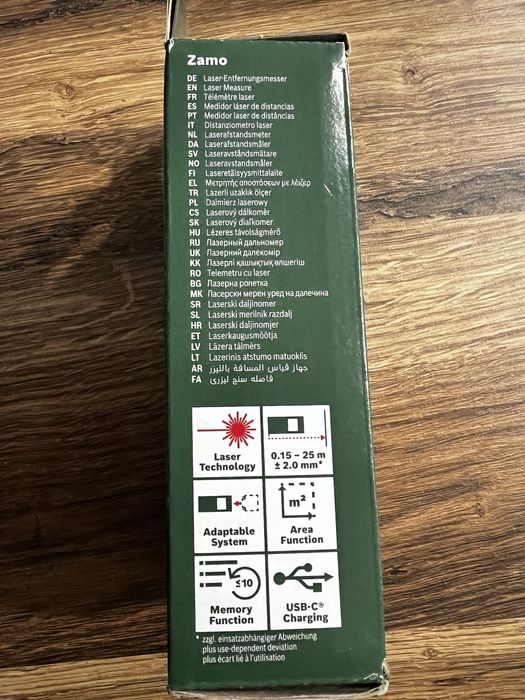 Zamo
DE Laser-Entfernungsmesser
EN Laser Measure
FR Télémètre laser
ES Medidor láser de distancias
PT Medidor laser de distâncias
IT Distanziometro laser
NL Laserafstandsmeter
DA Laserafstandsmåler
SV Laseravståndsmätare
NO Laseravstandsmåler
FI Laseretäisyysmittalaite
EL Μετρητής αποστάσεων με λέιζερ
TR Lazerli uzaklık ölçer
PL Dalmierz laserowy
CS Laserový dálkoměr
SK Laserový diaľkomer
HU Lézeres távolságmérő
RU Лазерный дальномер
UK Лазерний далекомір
KK Лазерлі қашықтық өлшегіш
RO Telemetru cu laser
BG Лазерна ролетка
MK Ласерски мерен уред на далечина
SR Laserski daljinomer
SL Laserski merilnik razdalj
HR Laserski daljinomjer
ET Laserkaugusmõõtja
LV Lāzera tālmērs
LT Lazerinis atstumo matuoklis
AR جهاز قياس المسافة بالليزر
FA فاصله سنج لیزری
Laser
Technology
0.15 – 25 m
± 2.0 mm*
Adaptable
System
m²
Area
Function
≤10
Memory
Function
USB-C®
Charging
* zzgl. einsatzabhängiger Abweichung
plus use-dependent deviation
plus écart lié à l'utilisation